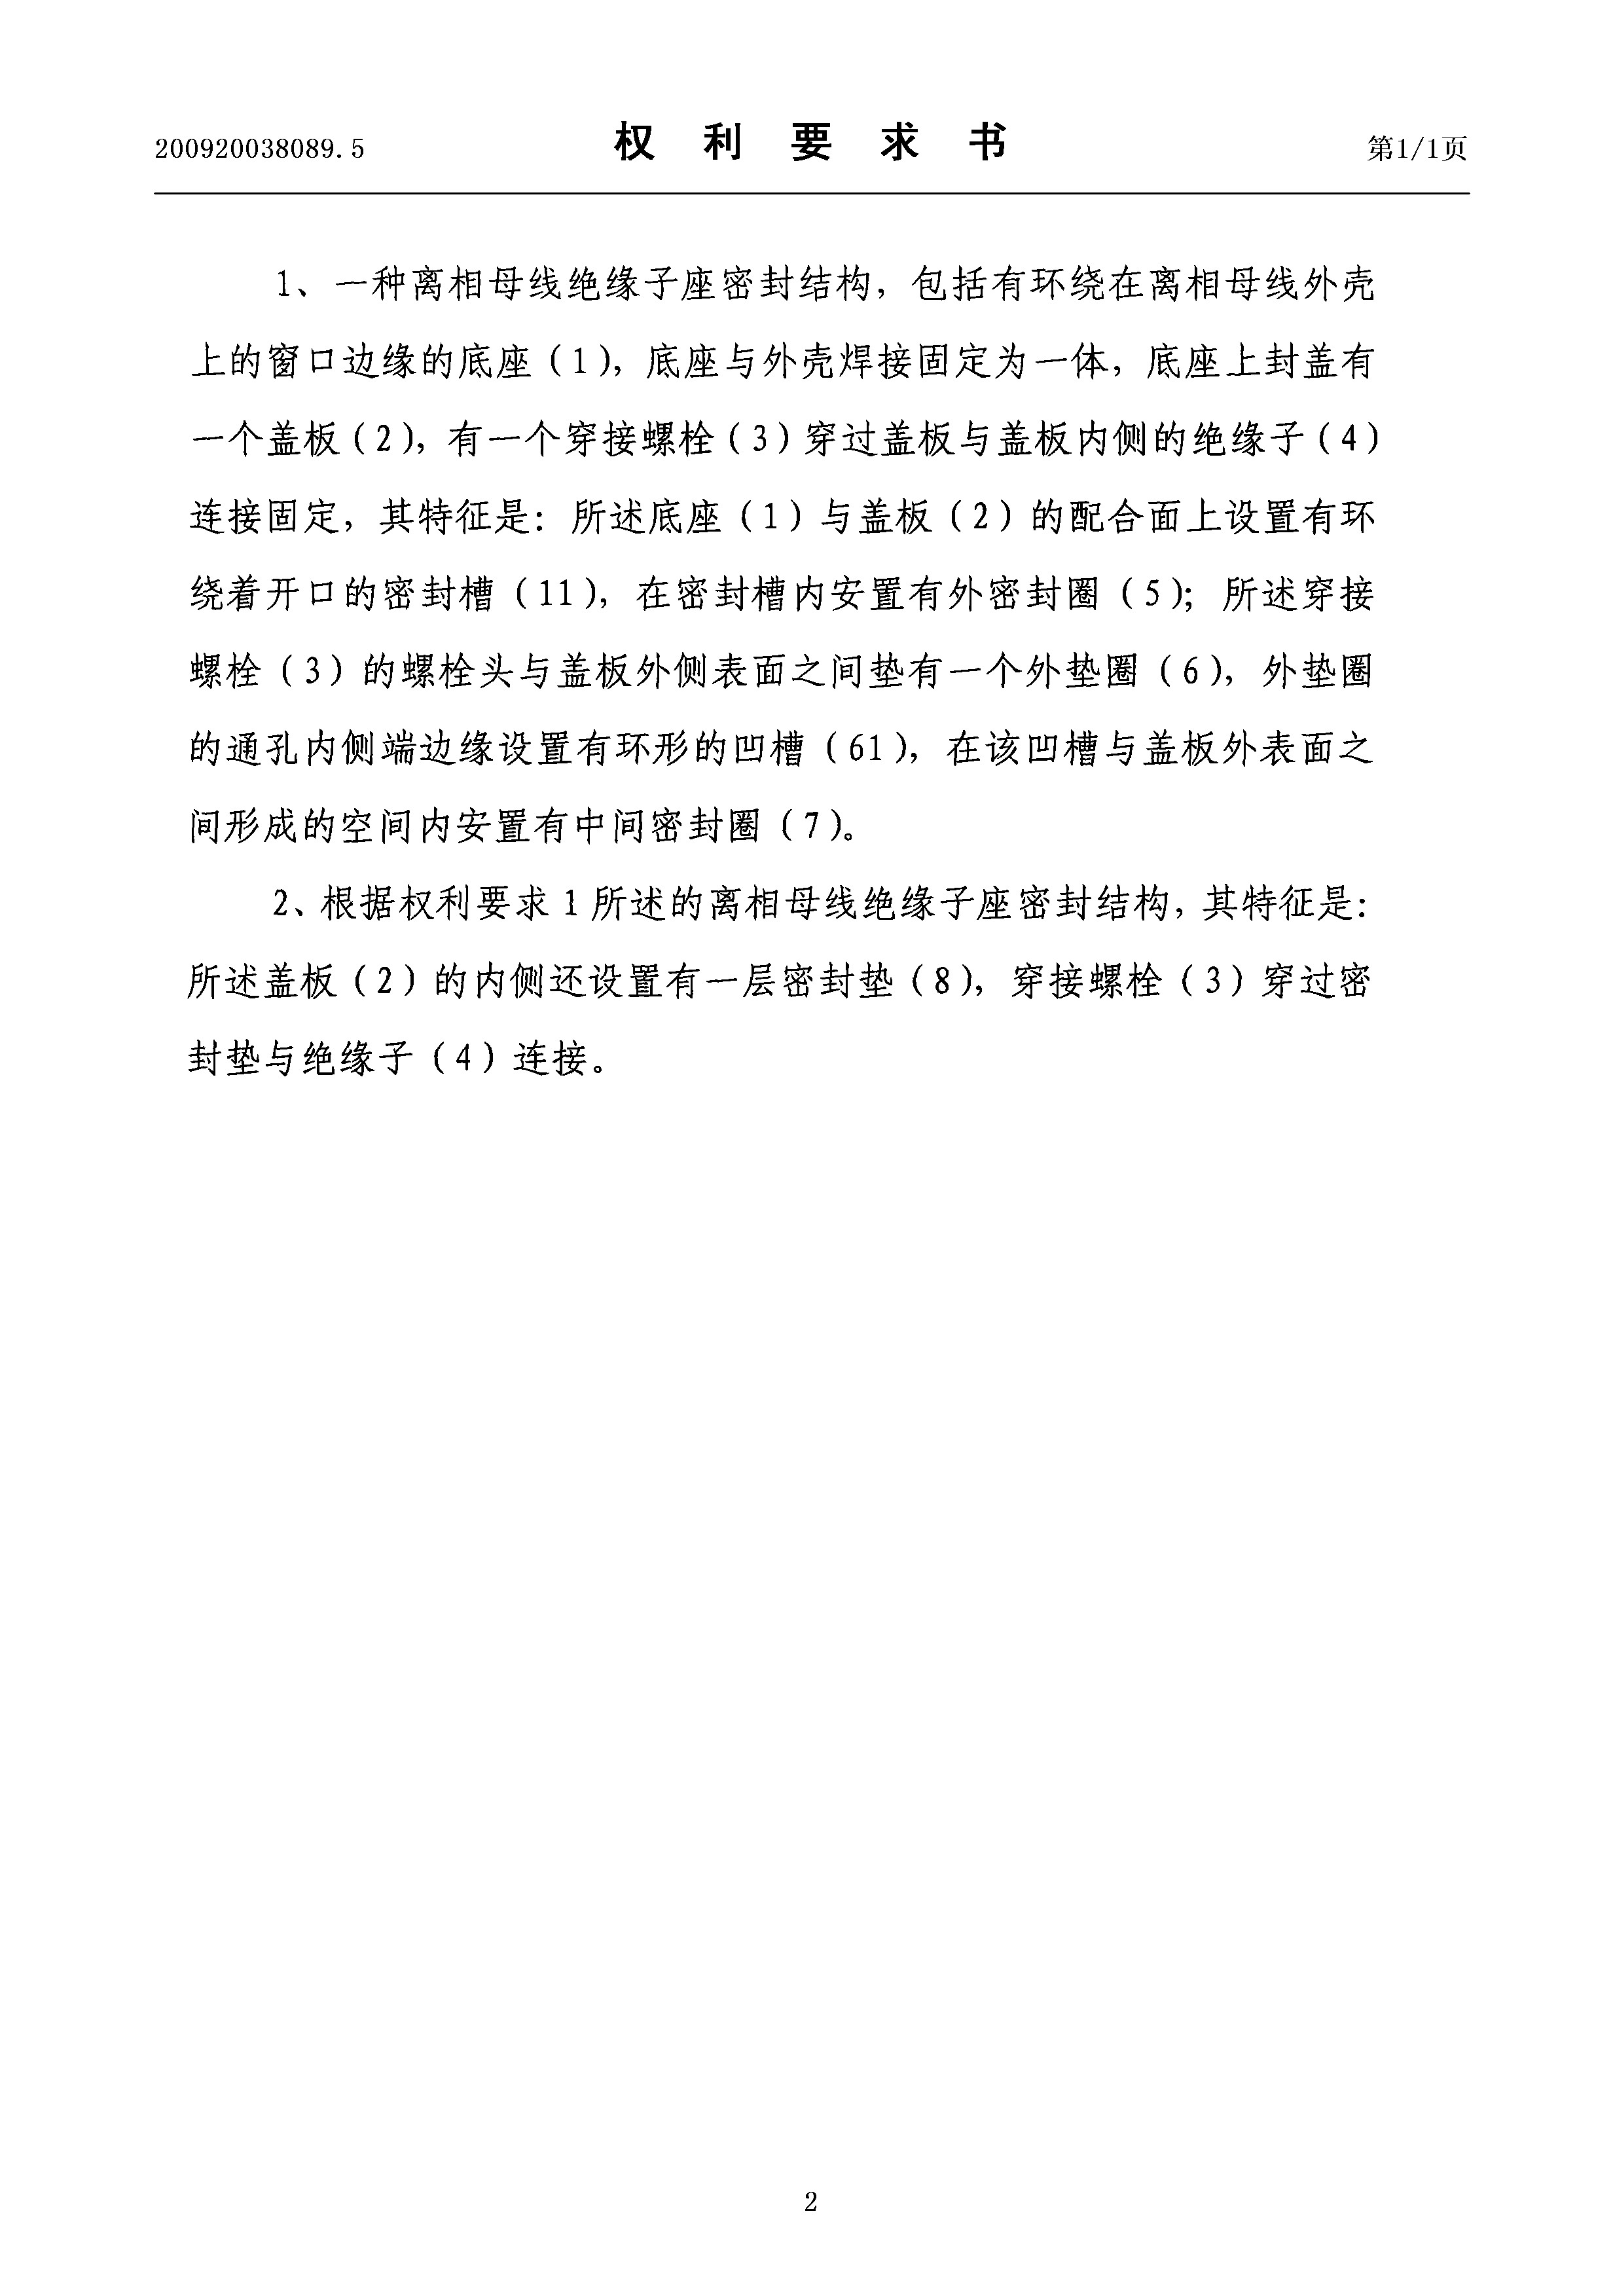 200920038089.5
权利要求书
第1/1页
1、一种离相母线绝缘子座密封结构，包括有环绕在离相母线外壳
上的窗口边缘的底座（1），底座与外壳焊接固定为一体，底座上封盖有
一个盖板（2），有一个穿接螺栓（3）穿过盖板与盖板内侧的绝缘子（4）
连接固定，其特征是：所述底座（1）与盖板（2）的配合面上设置有环
绕着开口的密封槽（11），在密封槽内安置有外密封圈（5）；所述穿接
螺栓（3）的螺栓头与盖板外侧表面之间垫有一个外垫圈（6），外垫圈
的通孔内侧端边缘设置有环形的凹槽（61），在该凹槽与盖板外表面之
间形成的空间内安置有中间密封圈（7）。
2、根据权利要求1所述的离相母线绝缘子座密封结构，其特征是：
所述盖板（2）的内侧还设置有一层密封垫（8），穿接螺栓（3）穿过密
封垫与绝缘子（4）连接。
2